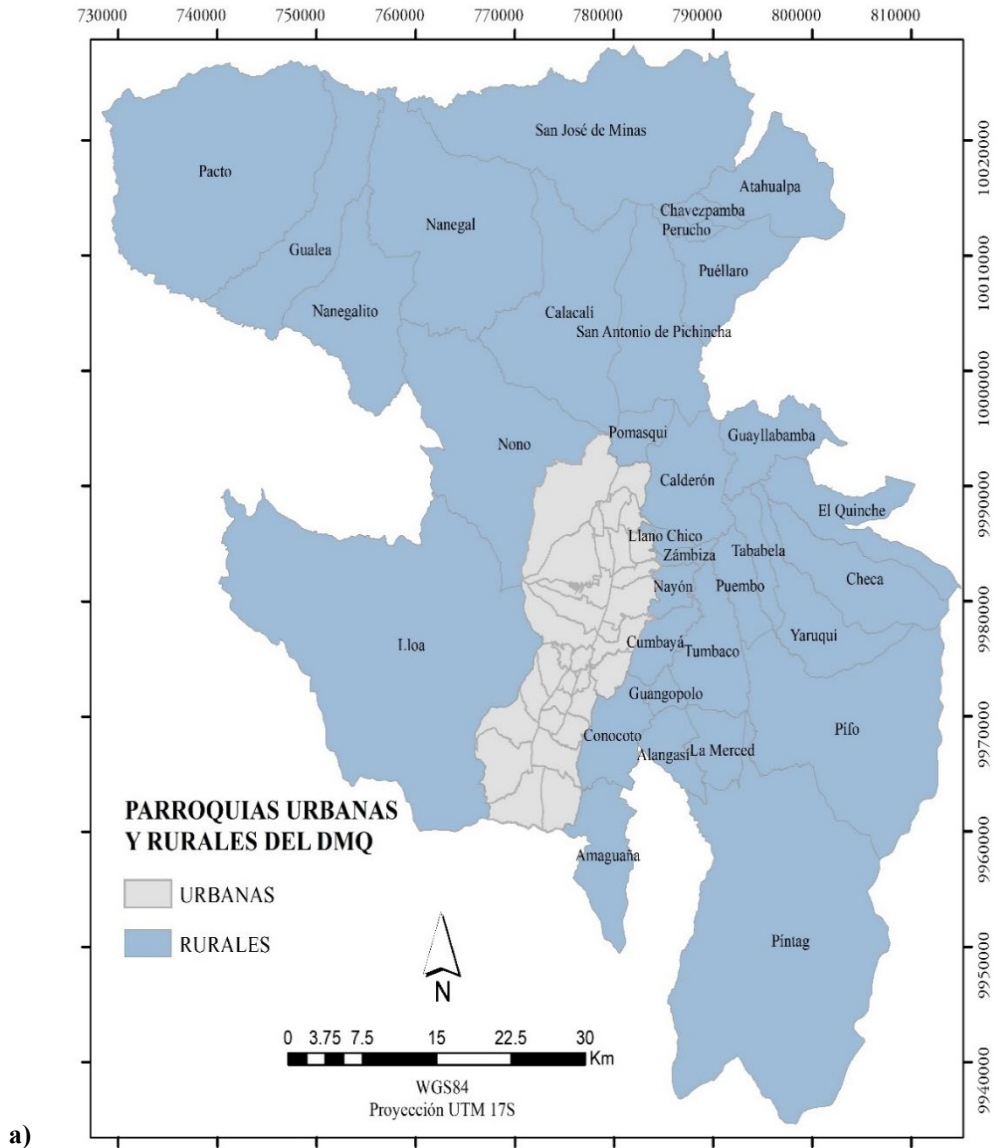 730000 740000 750000 760000 770000 780000 790000 800000 810000
10020000
10010000
10000000
9990000
9980000
9970000
9960000
9950000
9940000
San José de Minas
Pacto
Atahualpa
Chavezpamba
Nanegal
Perucho
Gualea
Puéllaro
Nanegalito
Calacalí
San Antonio de Pichincha
Pomasqui
Guayllabamba
Nono
Calderón
El Quinche
Llano Chico
Zámbiza
Tababela
Checa
Nayón
Puembo
Yaruqui
Lloa
Cumbayá
Tumbaco
Guangopolo
Pifo
Conocoto
Alangasí
La Merced
Amaguaña
Píntag
PARROQUIAS URBANAS
Y RURALES DEL DMQ
URBANAS
RURALES
N
0 3.75 7.5 15 22.5 30
Km
WGS84
Proyección UTM 17S
a)